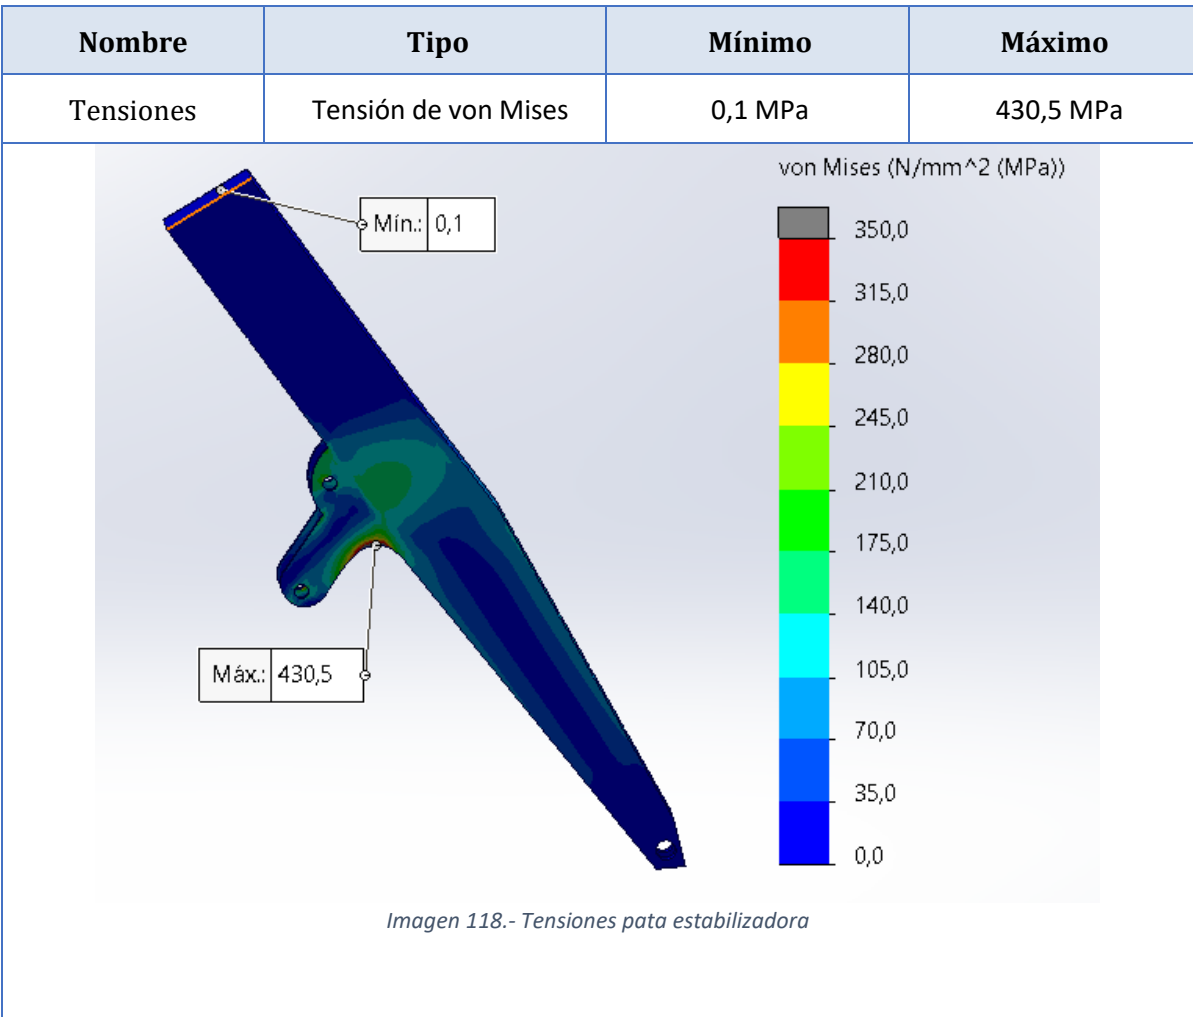 Nombre Tipo Mínimo Máximo
Tensiones Tensión de von Mises 0,1 MPa 430,5 MPa
von Mises (N/mm^2 (MPa))
Mín.: 0,1
350,0
315,0
280,0
245,0
210,0
175,0
140,0
105,0
70,0
35,0
0,0
Máx.: 430,5
Imagen 118.- Tensiones pata estabilizadora